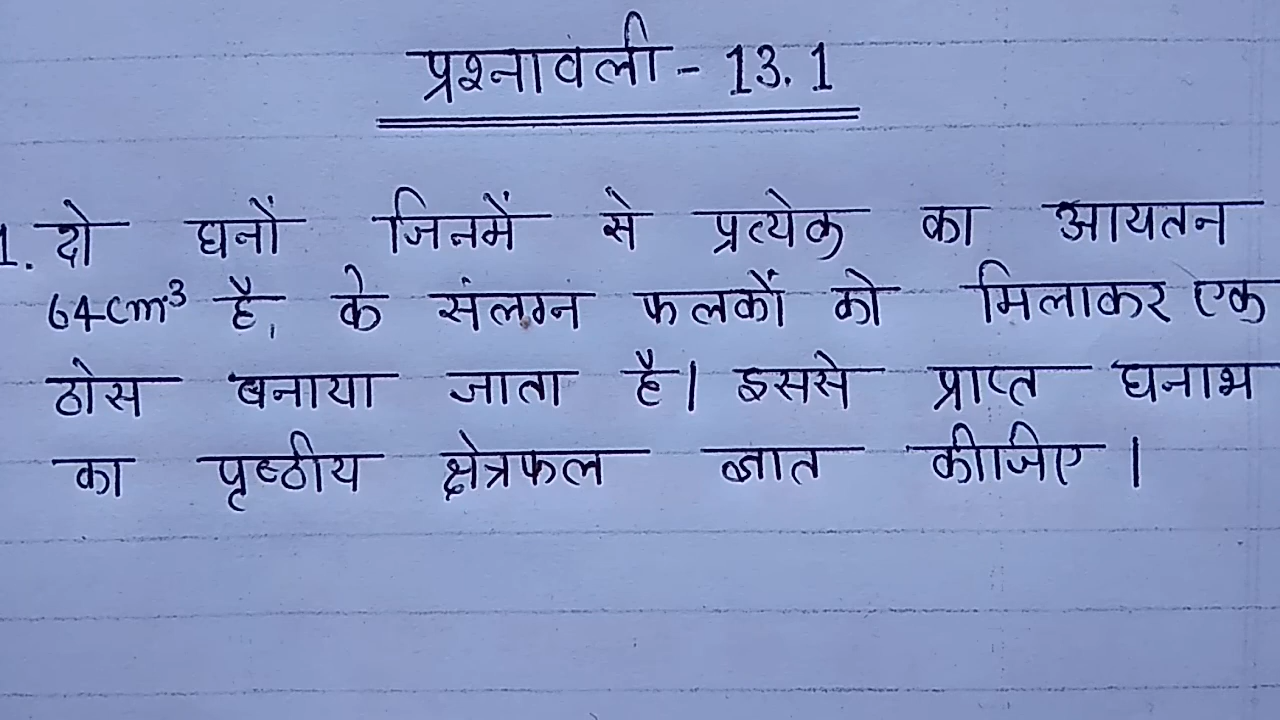 प्रश्नावली - 13.1
1. दो घनों जिनमें से प्रत्येक का आयतन
64cm³ है, के संलग्न फलकों को मिलाकर एक
ठोस बनाया जाता है। इससे प्राप्त घनाभ
का पृष्ठीय क्षेत्रफल ज्ञात कीजिए।